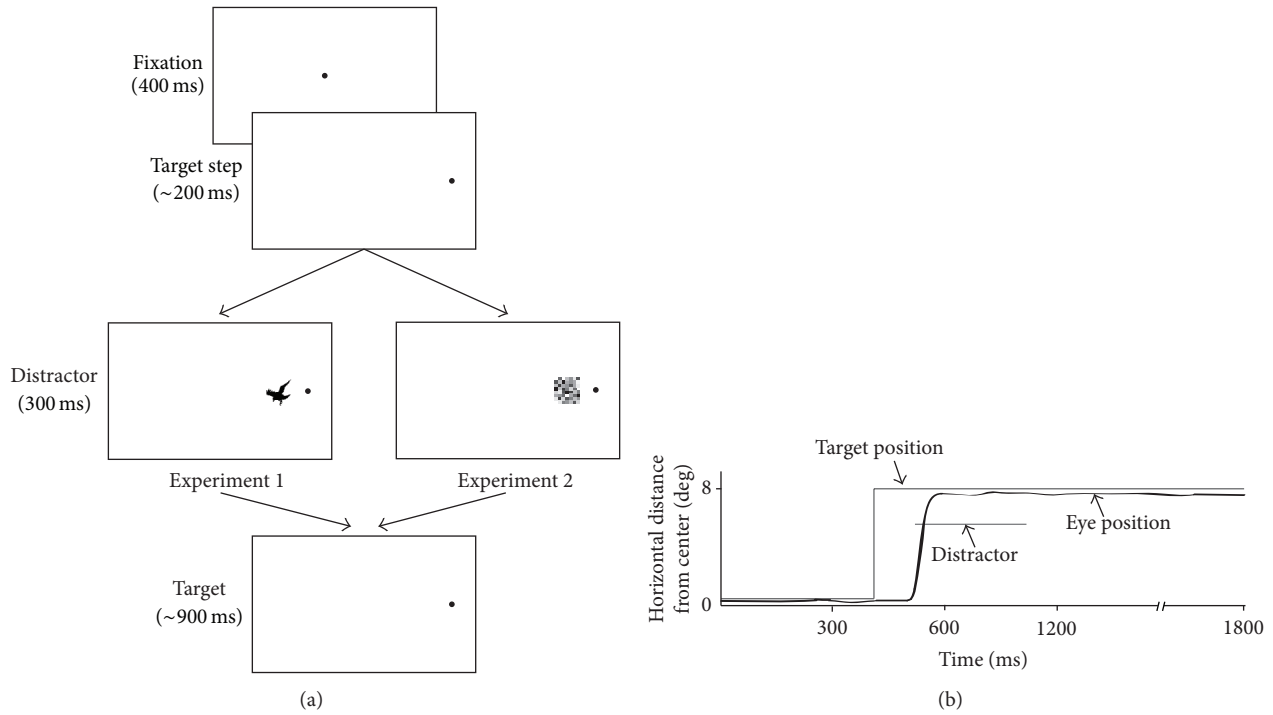 Fixation
(400 ms)
Target step
(~200 ms)
Distractor
(300 ms)
Experiment 1
Experiment 2
Target
(~900 ms)
(a)
Horizontal distance
from center (deg)
8
0
Target position
Eye position
Distractor
300
600
1200
1800
Time (ms)
(b)